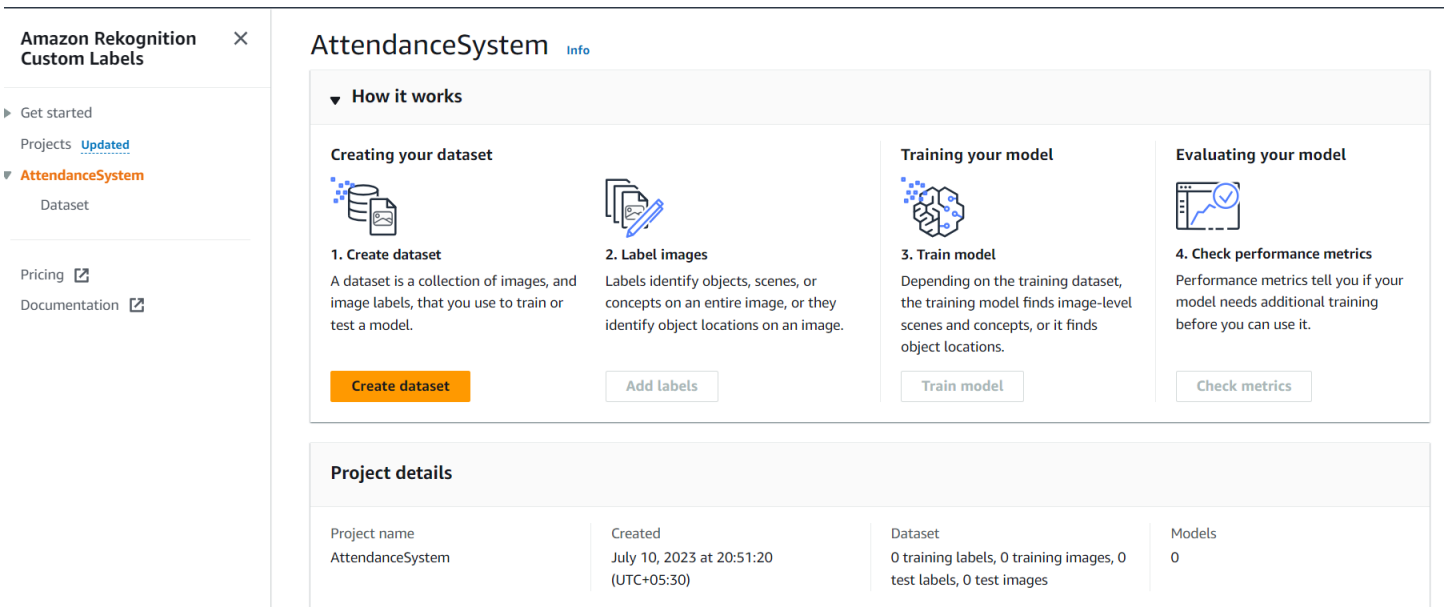 Amazon Rekognition
Custom Labels
Get started
Projects Updated
AttendanceSystem
Dataset
Pricing
Documentation
AttendanceSystem Info
How it works
Creating your dataset
1. Create dataset
A dataset is a collection of images, and
image labels, that you use to train or
test a model.
Create dataset
2. Label images
Labels identify objects, scenes, or
concepts on an entire image, or they
identify object locations on an image.
Add labels
Training your model
3. Train model
Depending on the training dataset,
the training model finds image-level
scenes and concepts, or it finds
object locations.
Train model
Evaluating your model
4. Check performance metrics
Performance metrics tell you if your
model needs additional training
before you can use it.
Check metrics
Project details
Project name
AttendanceSystem
Created
July 10, 2023 at 20:51:20
(UTC+05:30)
Dataset
0 training labels, 0 training images, 0
test labels, 0 test images
Models
0